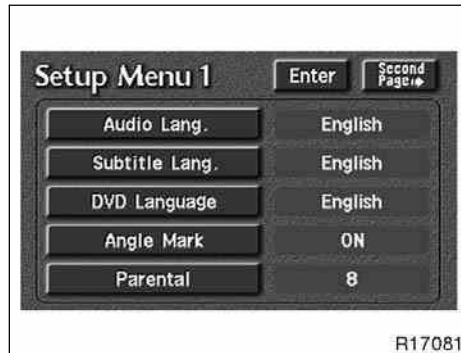 Setup Menu 1 Enter Second
Page
Audio Lang. English
Subtitle Lang. English
DVD Language English
Angle Mark ON
Parental 8
R17081